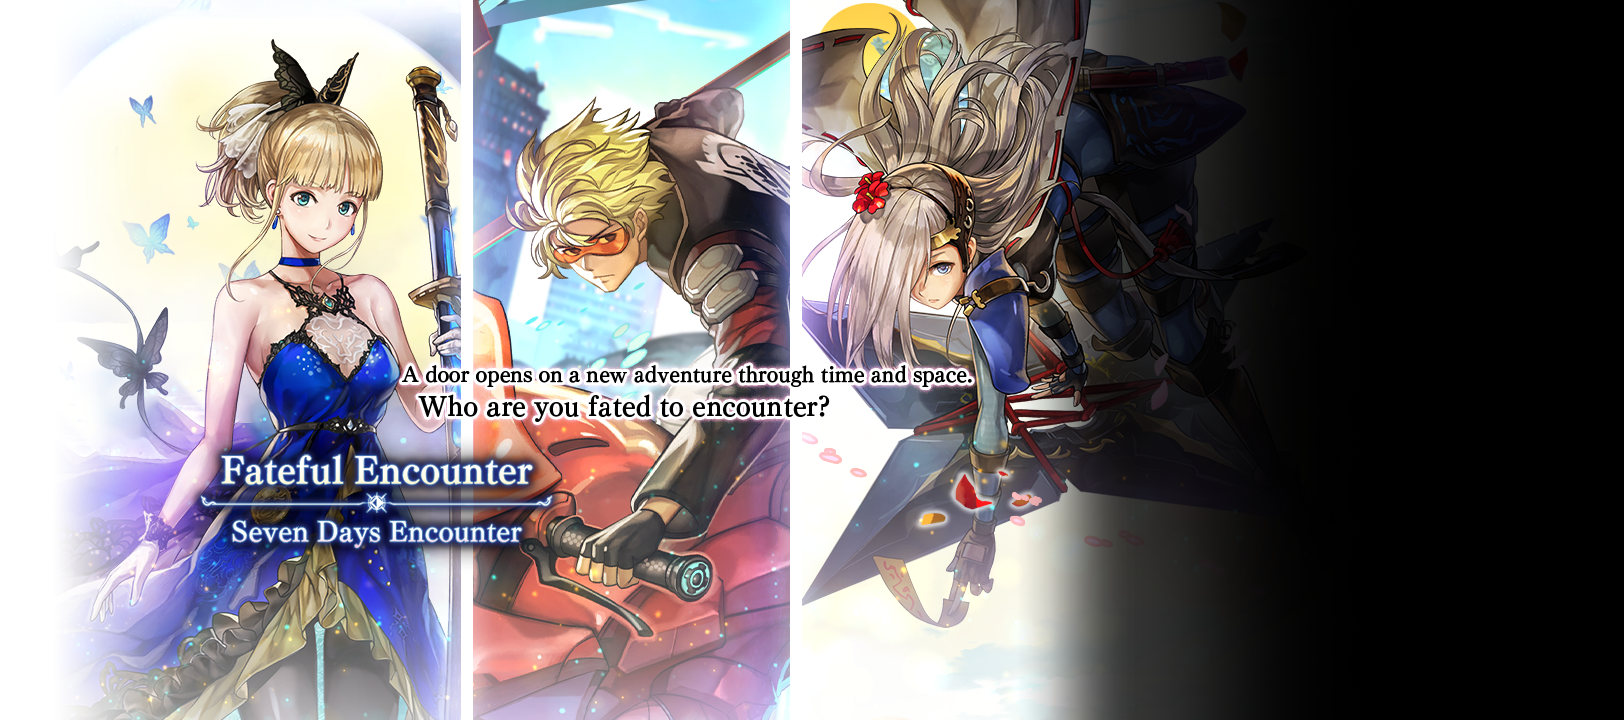 A door opens on a new adventure through time and space.
Who are you fated to encounter?
Fateful Encounter
Seven Days Encounter